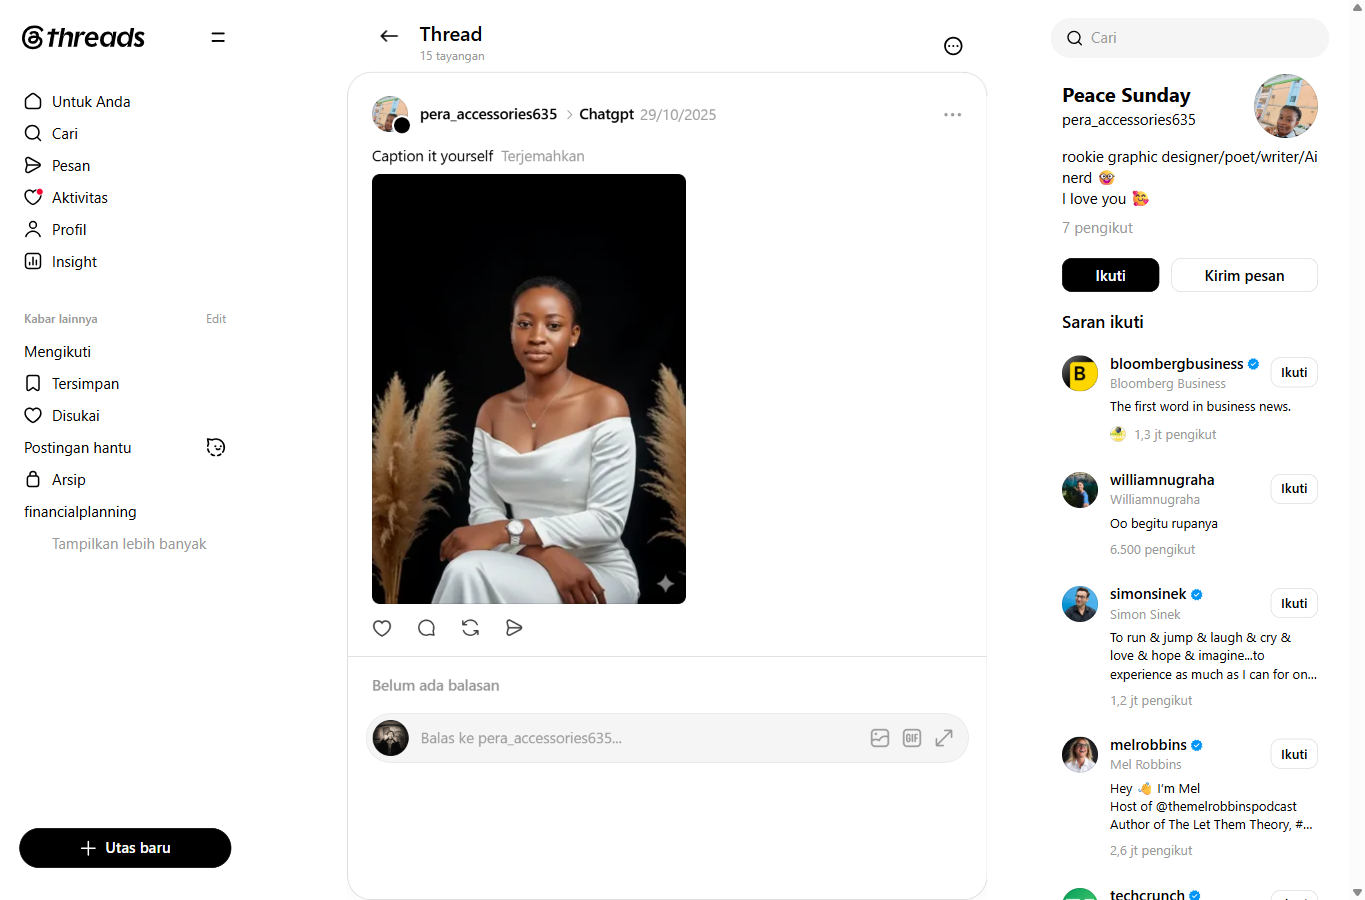 threads
Untuk Anda
Cari
Pesan
Aktivitas
Profil
Insight
Kabar lainnya
Edit
Mengikuti
Tersimpan
Disukai
Postingan hantu
Arsip
financialplanning
Tampilkan lebih banyak
Utas baru
Thread
15 tayangan
pera_accessories635 > Chatgpt 29/10/2025
Caption it yourself Terjemahkan
Belum ada balasan
Balas ke pera_accessories635...
GIF
Cari
Peace Sunday
pera_accessories635
rookie graphic designer/poet/writer/Ai
nerd 🤓
I love you 🥰
7 pengikut
Ikuti
Kirim pesan
Saran ikuti
B
bloombergbusiness
Bloomberg Business
Ikuti
The first word in business news.
1,3 jt pengikut
williamnugraha
Williamnugraha
Ikuti
Oo begitu rupanya
6.500 pengikut
simonsinek
Simon Sinek
Ikuti
To run & jump & laugh & cry &
love & hope & imagine...to
experience as much as I can for on...
1,2 jt pengikut
melrobbins
Mel Robbins
Ikuti
Hey 👋 I'm Mel
Host of @themelrobbinspodcast
Author of The Let Them Theory, #...
2,6 jt pengikut
techcrunch